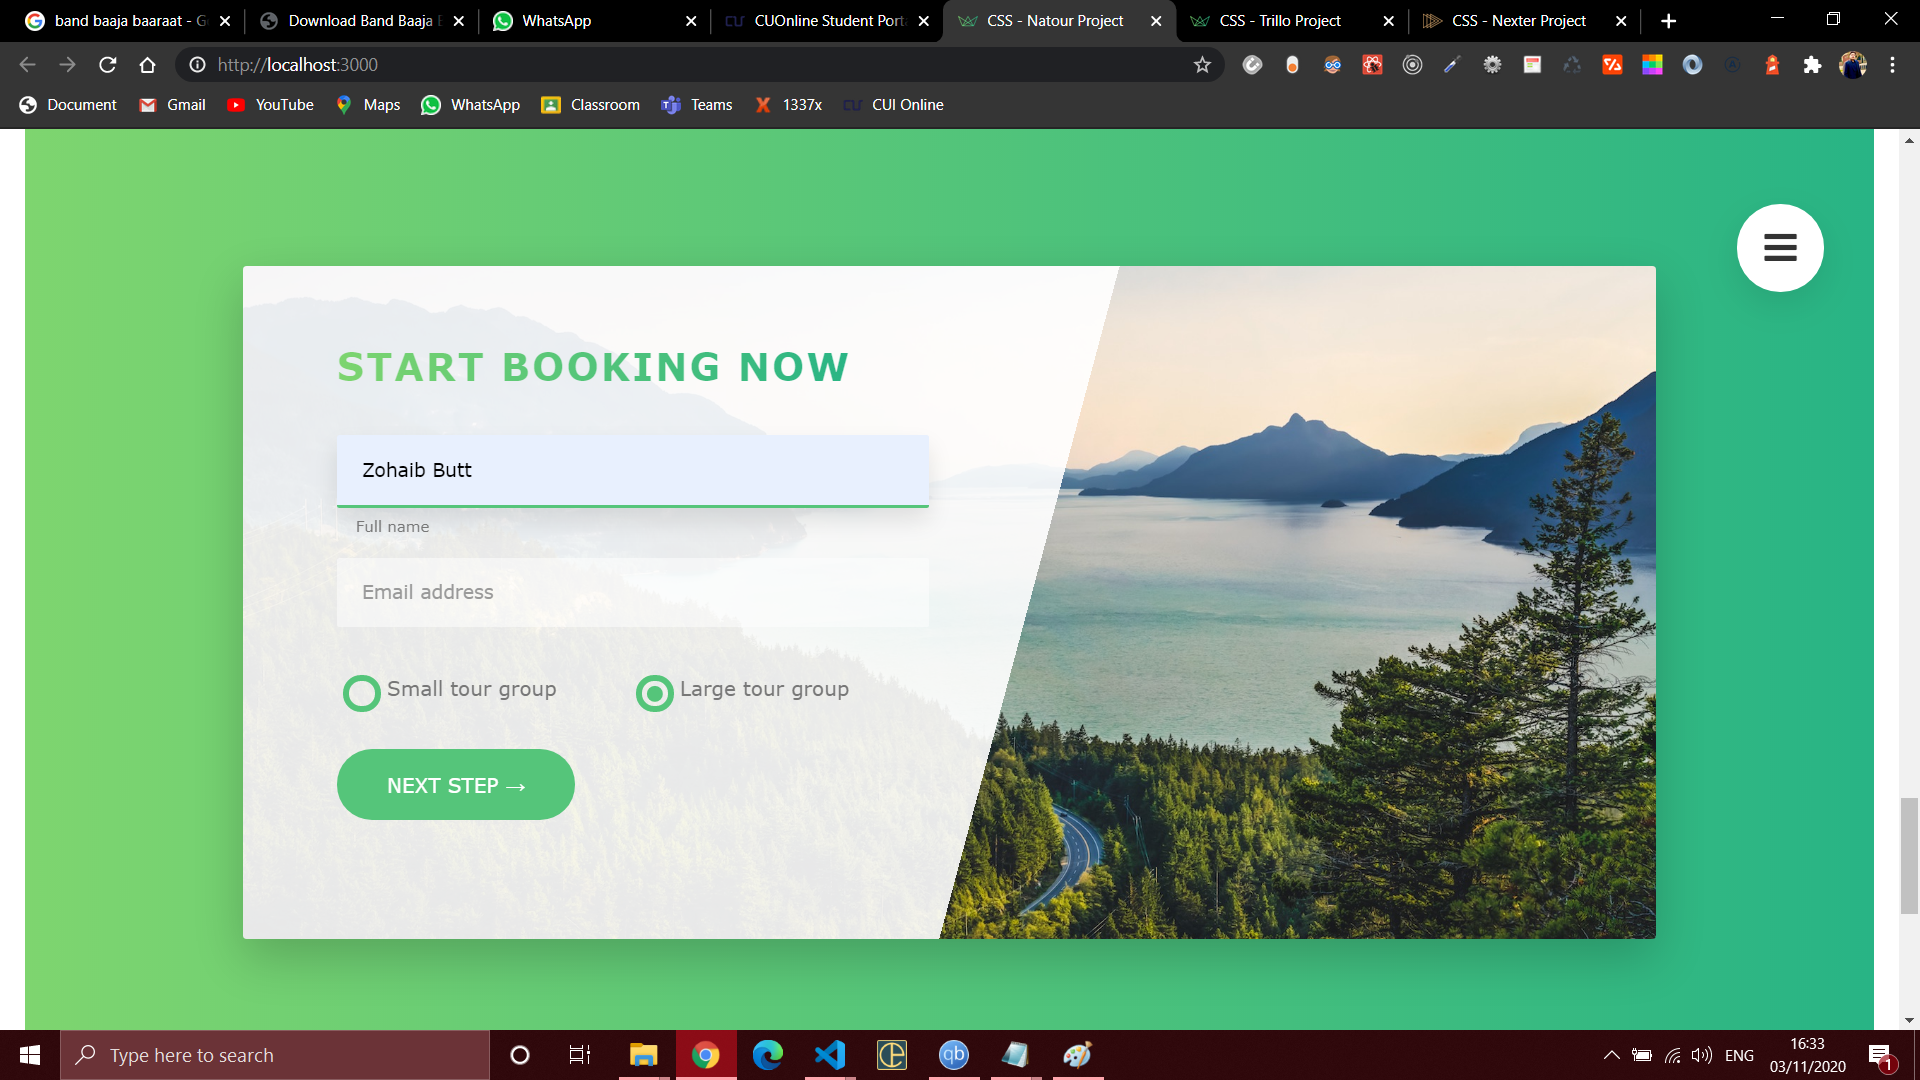 band baaja baaraat - G
Download Band Baaja
WhatsApp
CUOnline Student Port
CSS - Natour Project
CSS - Trillo Project
CSS - Nexter Project
http://localhost:3000
Document
Gmail
YouTube
Maps
WhatsApp
Classroom
Teams
1337x
CUI Online
START BOOKING NOW
Zohaib Butt
Full name
Email address
Small tour group
Large tour group
NEXT STEP →
Type here to search
ENG
16:33
03/11/2020
1